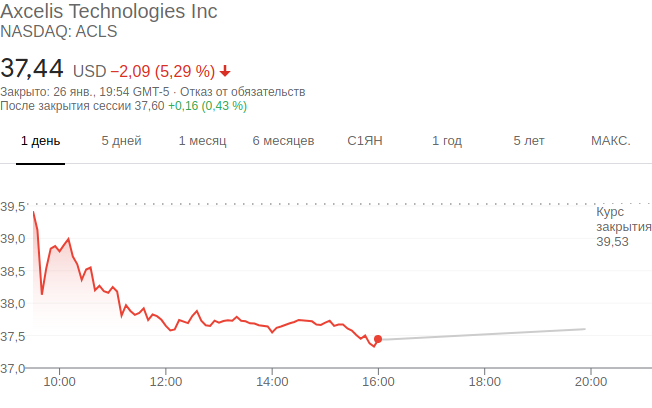 Axcelis Technologies Inc
NASDAQ: ACLS
37,44 USD −2,09 (5,29 %)
Закрыто: 26 янв., 19:54 GMT-5 · Отказ от обязательств
После закрытия сессии 37,60 +0,16 (0,43 %)
1 день 5 дней 1 месяц 6 месяцев С1ЯН 1 год 5 лет МАКС.
39,5
Курс
закрытия
39,53
39,0
38,5
38,0
37,5
37,0
10:00 12:00 14:00 16:00 18:00 20:00